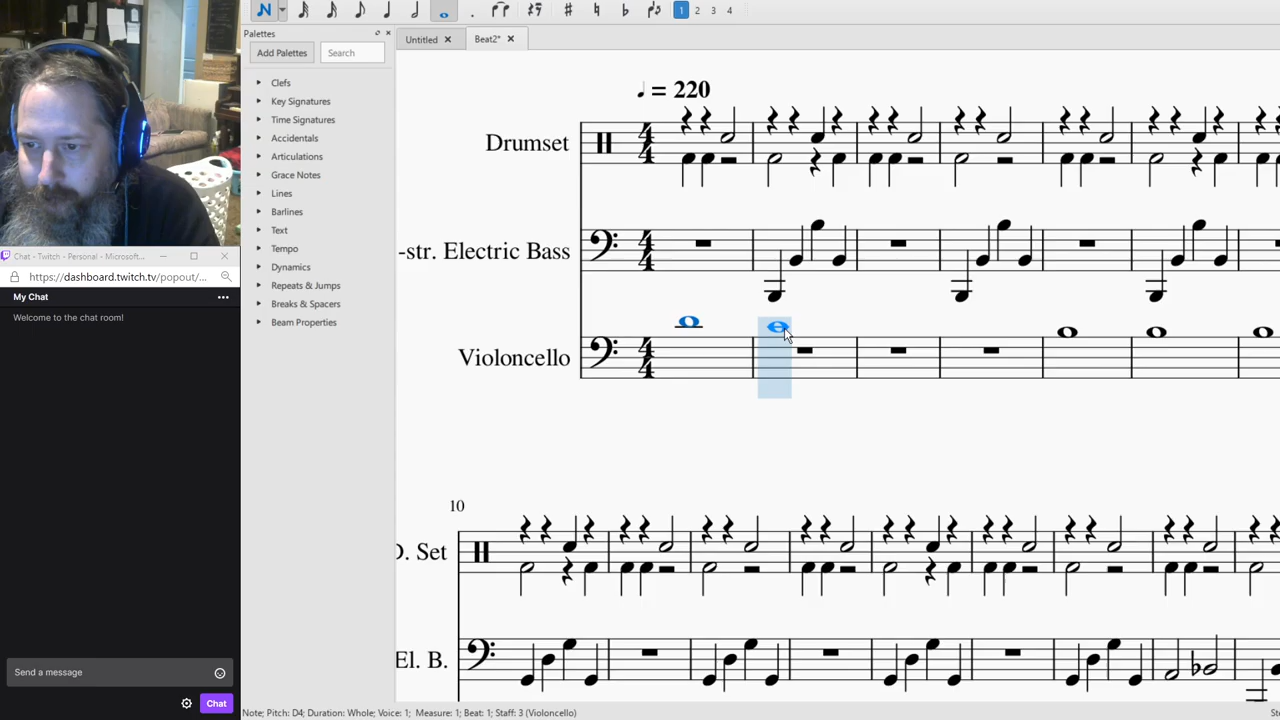 1 2 3 4
Palettes
Untitled
Beat2*
Add Palettes
Search
Clefs
Key Signatures
Time Signatures
Accidentals
Articulations
Grace Notes
Lines
Barlines
Text
Tempo
Dynamics
Repeats & Jumps
Breaks & Spacers
Beam Properties
= 220
Drumset
-str. Electric Bass
Violoncello
10
D. Set
El. B.
Note; Pitch: D4; Duration: Whole; Voice: 1; Measure: 1; Beat: 1; Staff: 3 (Violoncello)
Chat - Twitch - Personal - Microsoft...
https://dashboard.twitch.tv/popout/...
My Chat
Welcome to the chat room!
Send a message
Chat